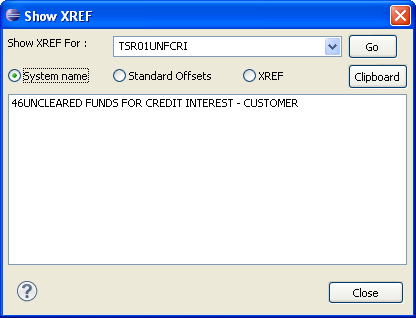 Show XREF
Show XREF For :
TSR01UNFCRI
Go
System name
Standard Offsets
XREF
Clipboard
46UNCLEARED FUNDS FOR CREDIT INTEREST - CUSTOMER
?
Close